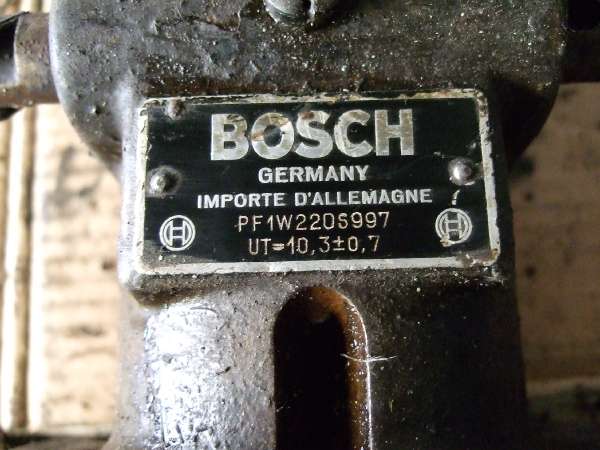 BOSCH
GERMANY
IMPORTE D'ALLEMAGNE
PF1W220S997
UT=10,3±0,7